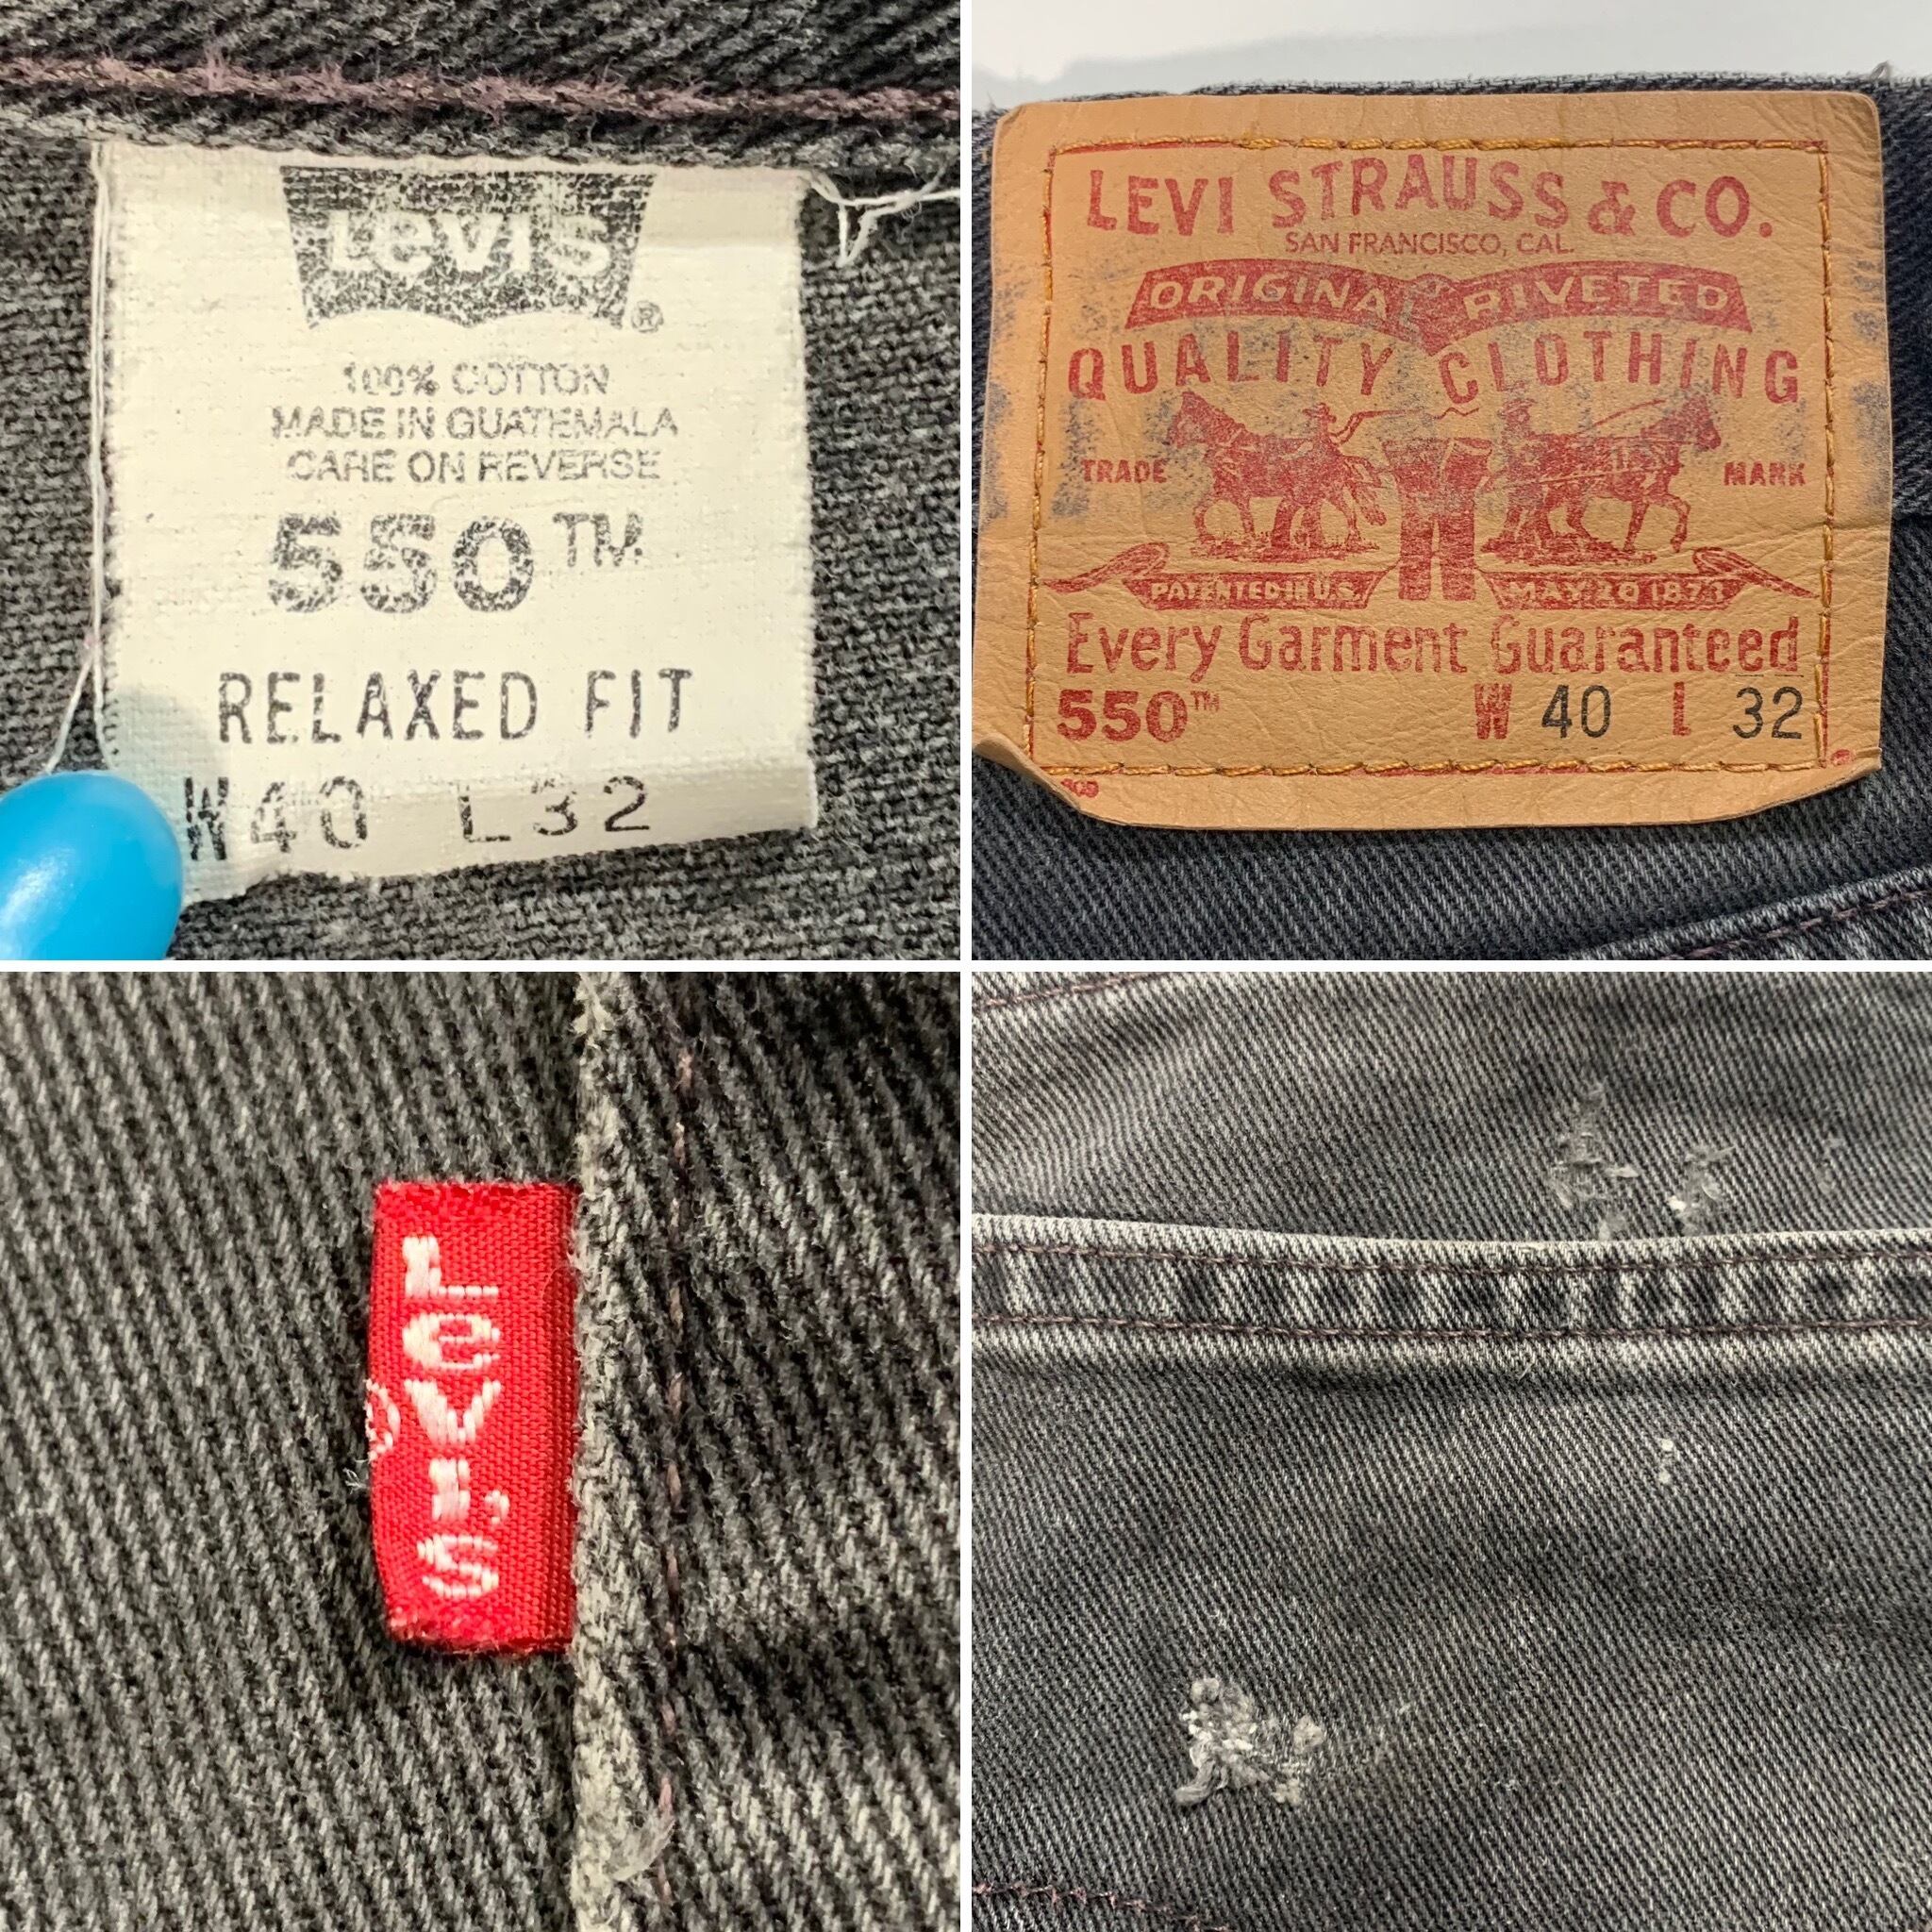 Levi's ®
100% COTTON
MADE IN GUATEMALA
CARE ON REVERSE
550™
RELAXED FIT
W40 L32
LEVI STRAUSS & CO.
SAN FRANCISCO, CAL.
ORIGINAL RIVETED
QUALITY CLOTHING
TRADE MARK
PATENTED IN U.S. MAY 20 1873
Every Garment Guaranteed
550™ W 40 L 32
Levi's ®